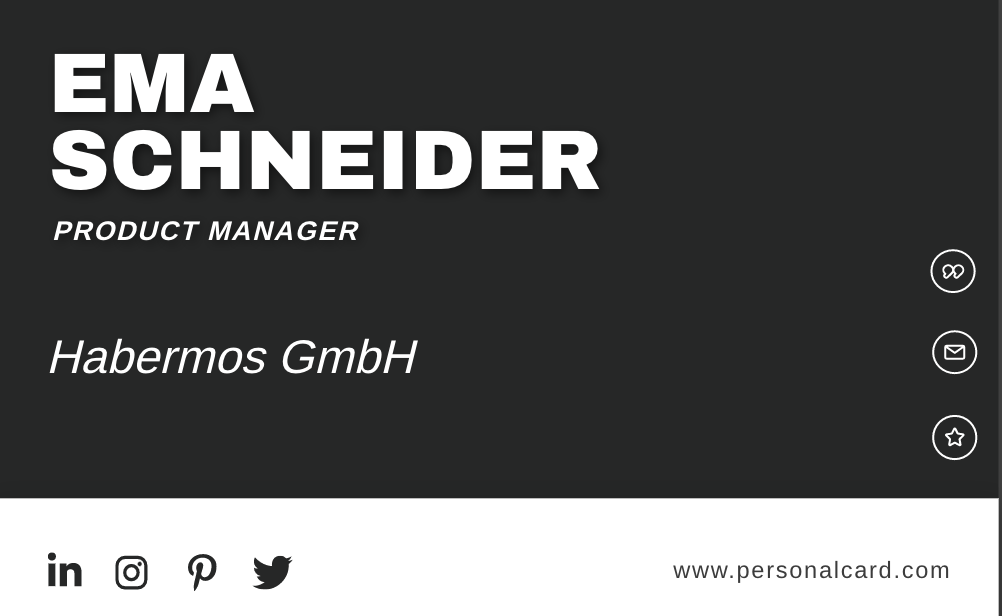 EMA
SCHNEIDER
PRODUCT MANAGER
Habermos GmbH
www.personalcard.com